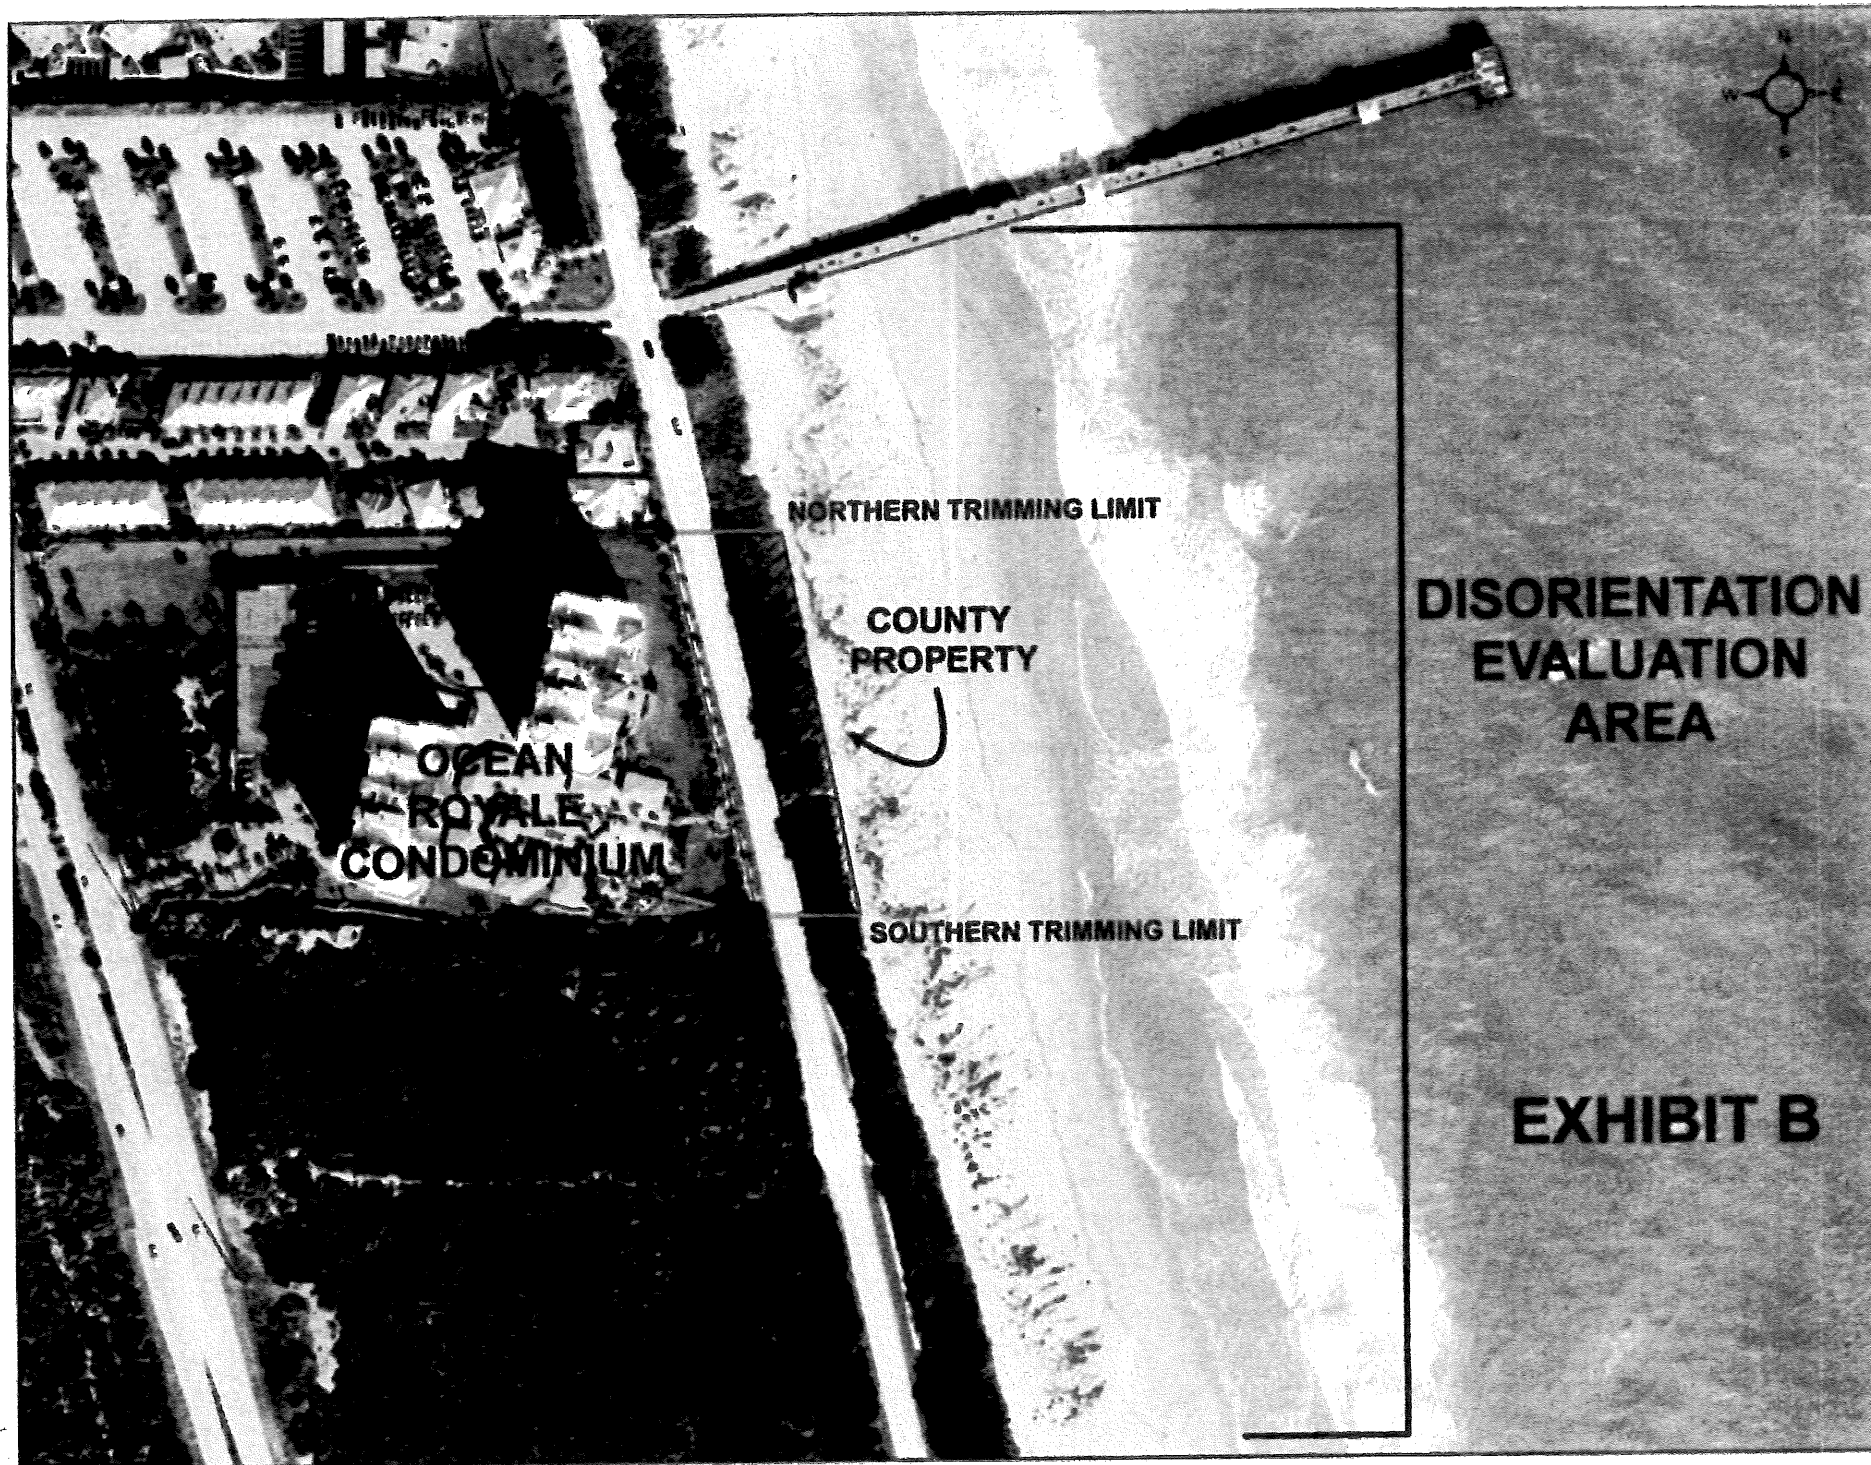 N
W
S
NORTHERN TRIMMING LIMIT
COUNTY
PROPERTY
DISORIENTATION
EVALUATION
AREA
OCEAN
ROYALE
CONDOMINIUM
SOUTHERN TRIMMING LIMIT
EXHIBIT B